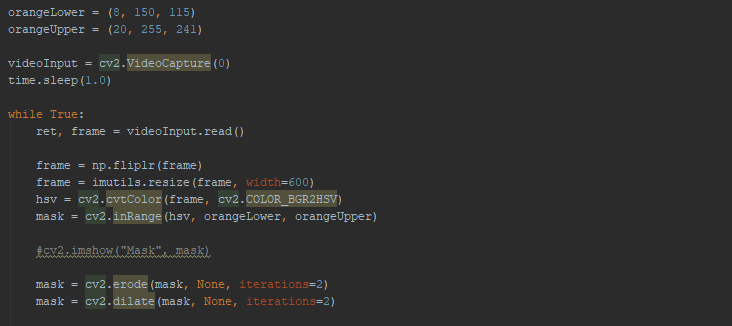 orangeLower = (8, 150, 115)
orangeUpper = (20, 255, 241)
videoInput = cv2.VideoCapture(0)
time.sleep(1.0)
while True:
ret, frame = videoInput.read()
frame = np.fliplr(frame)
frame = imutils.resize(frame, width=600)
hsv = cv2.cvtColor(frame, cv2.COLOR_BGR2HSV)
mask = cv2.inRange(hsv, orangeLower, orangeUpper)
#cv2.imshow("Mask", mask)
mask = cv2.erode(mask, None, iterations=2)
mask = cv2.dilate(mask, None, iterations=2)